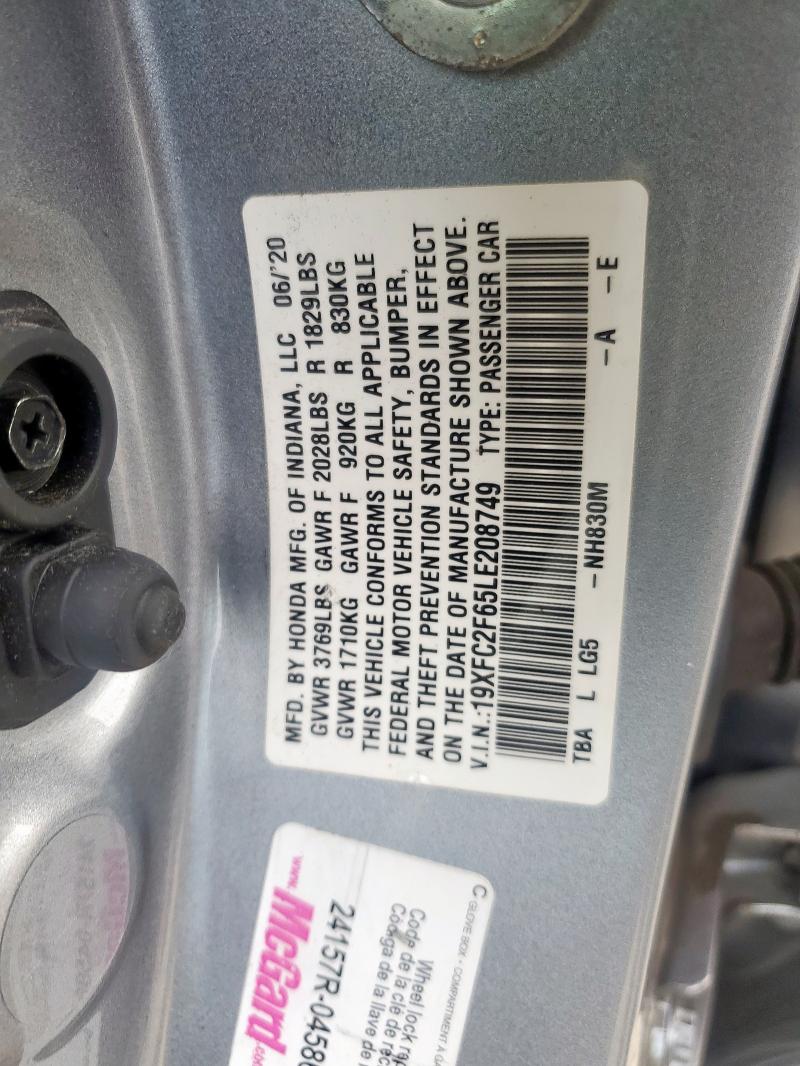 MFD. BY HONDA MFG. OF INDIANA, LLC 06/'20
GVWR 3769LBS GAWR F 2028LBS R 1829LBS
GVWR 1710KG GAWR F 920KG R 830KG
THIS VEHICLE CONFORMS TO ALL APPLICABLE
FEDERAL MOTOR VEHICLE SAFETY, BUMPER,
AND THEFT PREVENTION STANDARDS IN EFFECT
ON THE DATE OF MANUFACTURE SHOWN ABOVE.
V.I.N.:19XFC2F65LE208749 TYPE: PASSENGER CAR
TBA L LG5 -NH830M -A -E
C GLOVE BOX - COMPARTIMENT A
Wheel lock
Code de la clé de
Códiga de la llave de
24157R-0458
McGard
www.